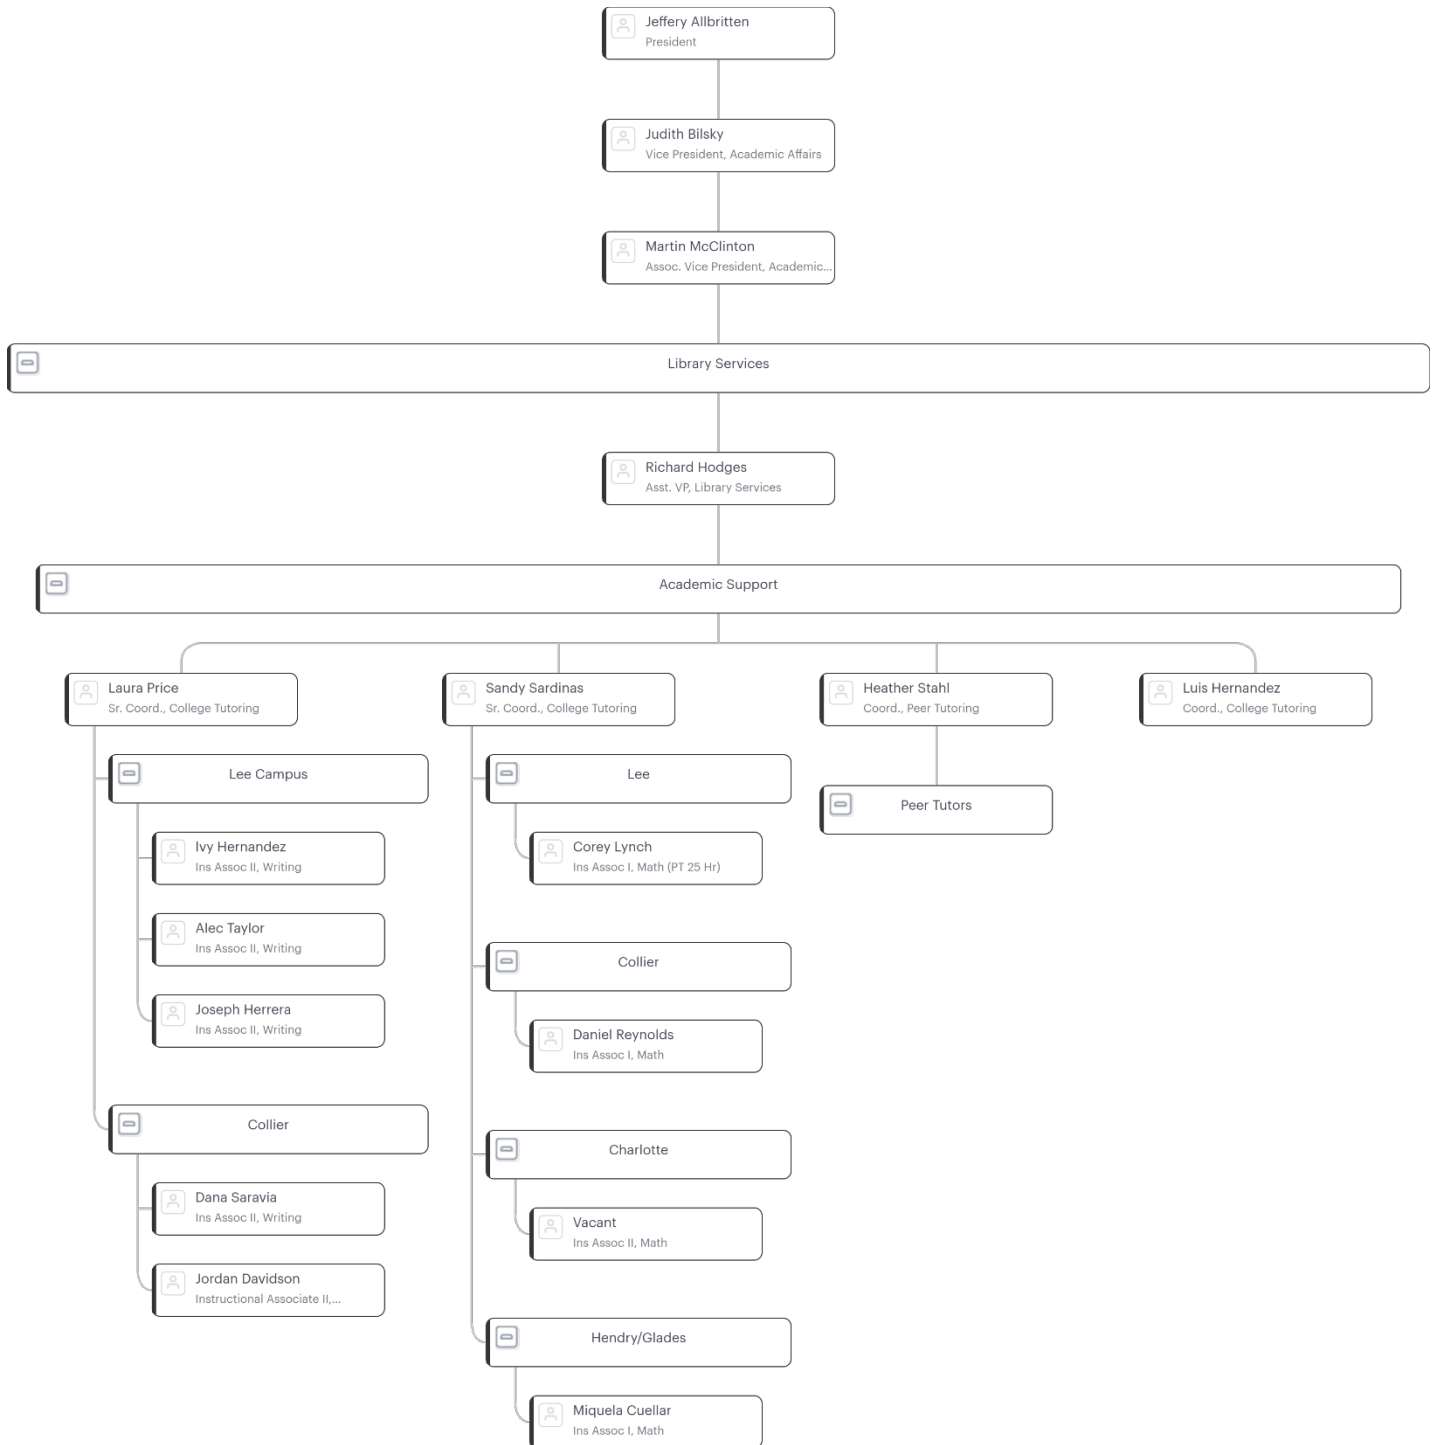 Jeffery Allbritten
President
Judith Bilsky
Vice President, Academic Affairs
Martin McClinton
Assoc. Vice President, Academic...
Library Services
Richard Hodges
Asst. VP, Library Services
Academic Support
Laura Price
Sr. Coord., College Tutoring
Lee Campus
Ivy Hernandez
Ins Assoc II, Writing
Alec Taylor
Ins Assoc II, Writing
Joseph Herrera
Ins Assoc II, Writing
Collier
Dana Saravia
Ins Assoc II, Writing
Jordan Davidson
Instructional Associate II,...
Sandy Sardinas
Sr. Coord., College Tutoring
Lee
Corey Lynch
Ins Assoc I, Math (PT 25 Hr)
Collier
Daniel Reynolds
Ins Assoc I, Math
Charlotte
Vacant
Ins Assoc II, Math
Hendry/Glades
Miquela Cuellar
Ins Assoc I, Math
Heather Stahl
Coord., Peer Tutoring
Peer Tutors
Luis Hernandez
Coord., College Tutoring